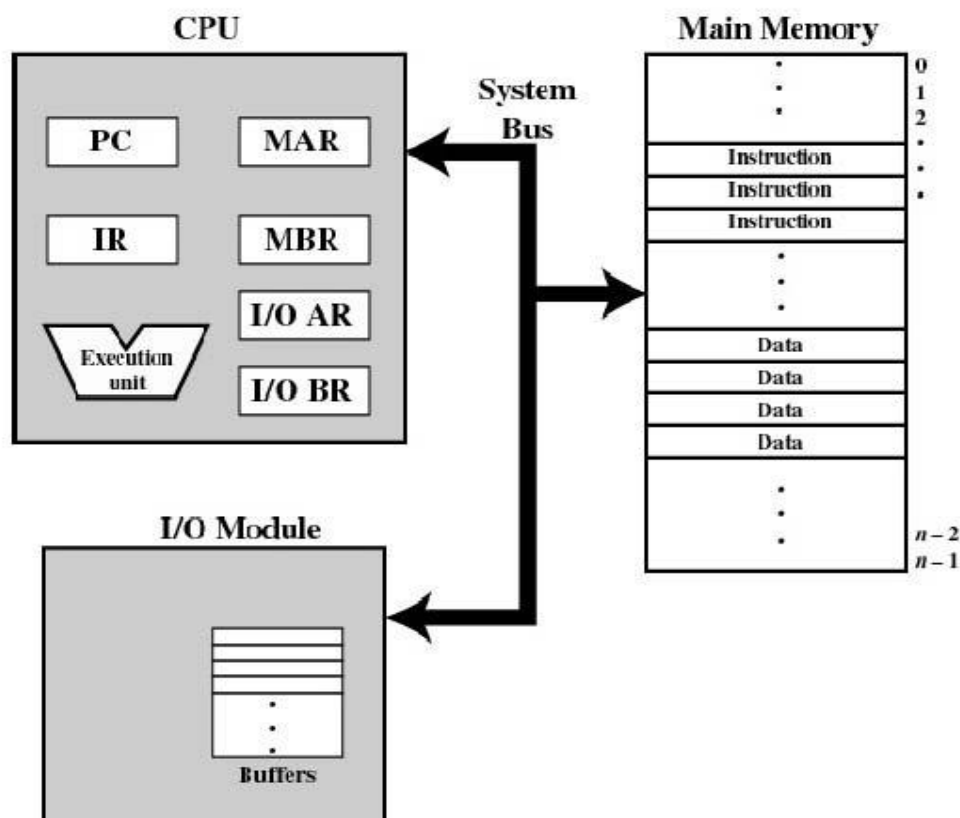 CPU
PC
MAR
IR
MBR
I/O AR
Execution
unit
I/O BR
System
Bus
Main Memory
0
1
2
Instruction
Instruction
Instruction
Data
Data
Data
Data
n – 2
n – 1
I/O Module
Buffers